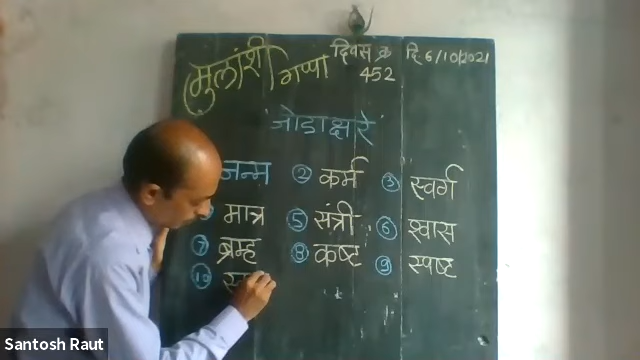 (मुलांशी गप्पा
दिवस क्र
452
दि 6/10/2021
"जोडाक्षरे"
जन्म ② कर्म ③ स्वर्ग
मात्र ⑤ संत्री ⑥ श्वास
⑦ ब्रम्ह ⑧ कष्ट ⑨ स्पष्ट
⑩
Santosh Raut